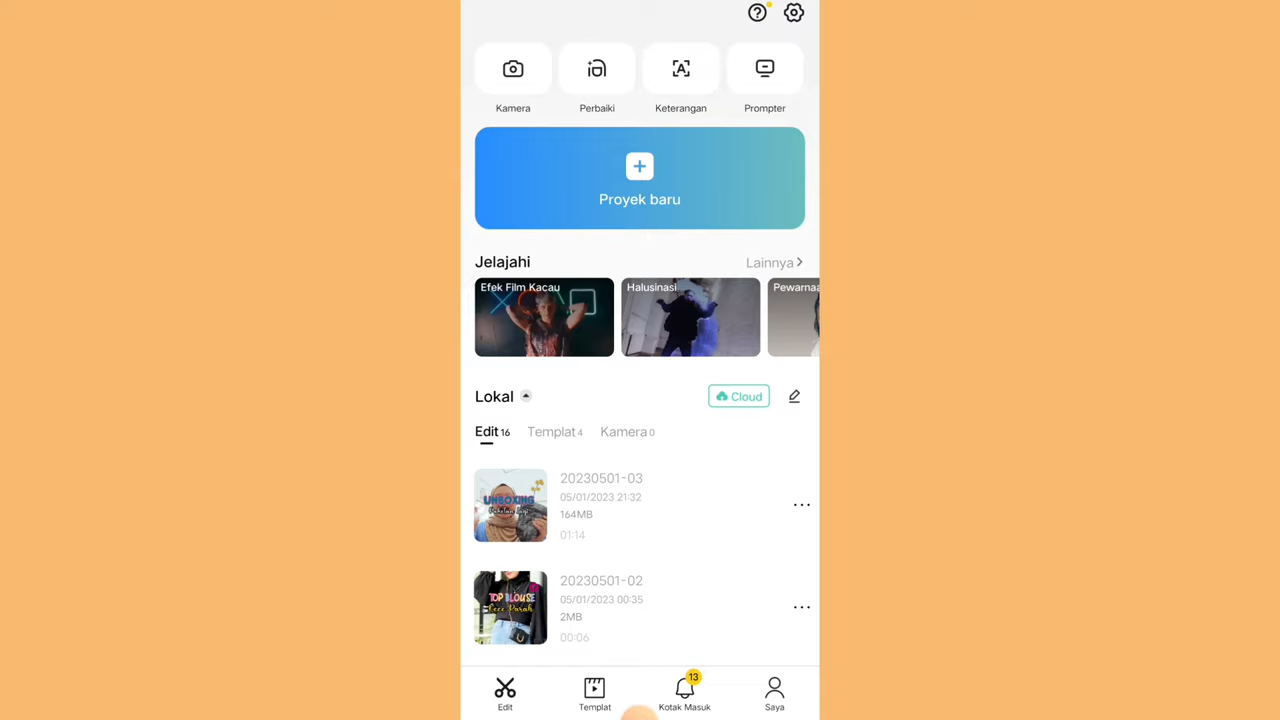 Kamera
Perbaiki
Keterangan
Prompter
Proyek baru
Jelajahi
Lainnya
Efek Film Kacau
Halusinasi
Pewarnaa
Lokal
Cloud
Edit 16
Templat 4
Kamera 0
UNBOXING
20230501-03
05/01/2023 21:32
164MB
01:14
TOP BLOUSE
20230501-02
05/01/2023 00:35
2MB
00:06
13
Edit
Templat
Kotak Masuk
Saya